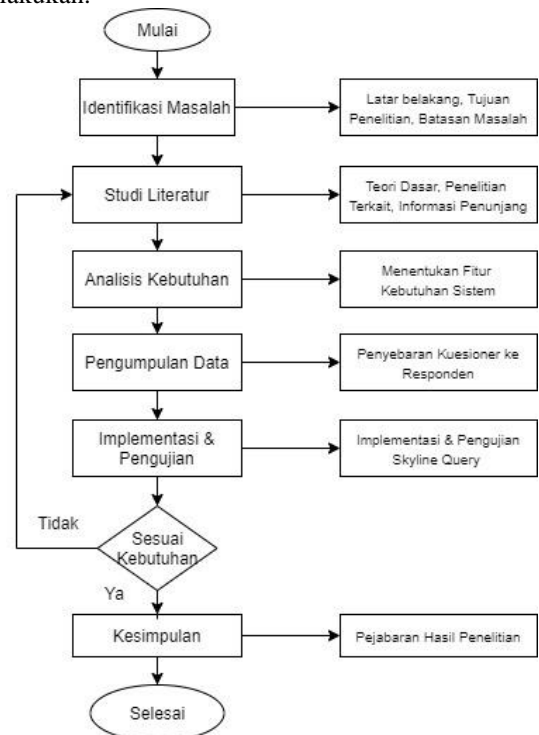 lakukan.
Mulai
Identifikasi Masalah
Latar belakang, Tujuan
Penelitian, Batasan Masalah
Studi Literatur
Teori Dasar, Penelitian
Terkait, Informasi Penunjang
Analisis Kebutuhan
Menentukan Fitur
Kebutuhan Sistem
Pengumpulan Data
Penyebaran Kuesioner ke
Responden
Implementasi &
Pengujian
Implementasi & Pengujian
Skyline Query
Tidak
Sesuai
Kebutuhan
Ya
Kesimpulan
Pejabaran Hasil Penelitian
Selesai